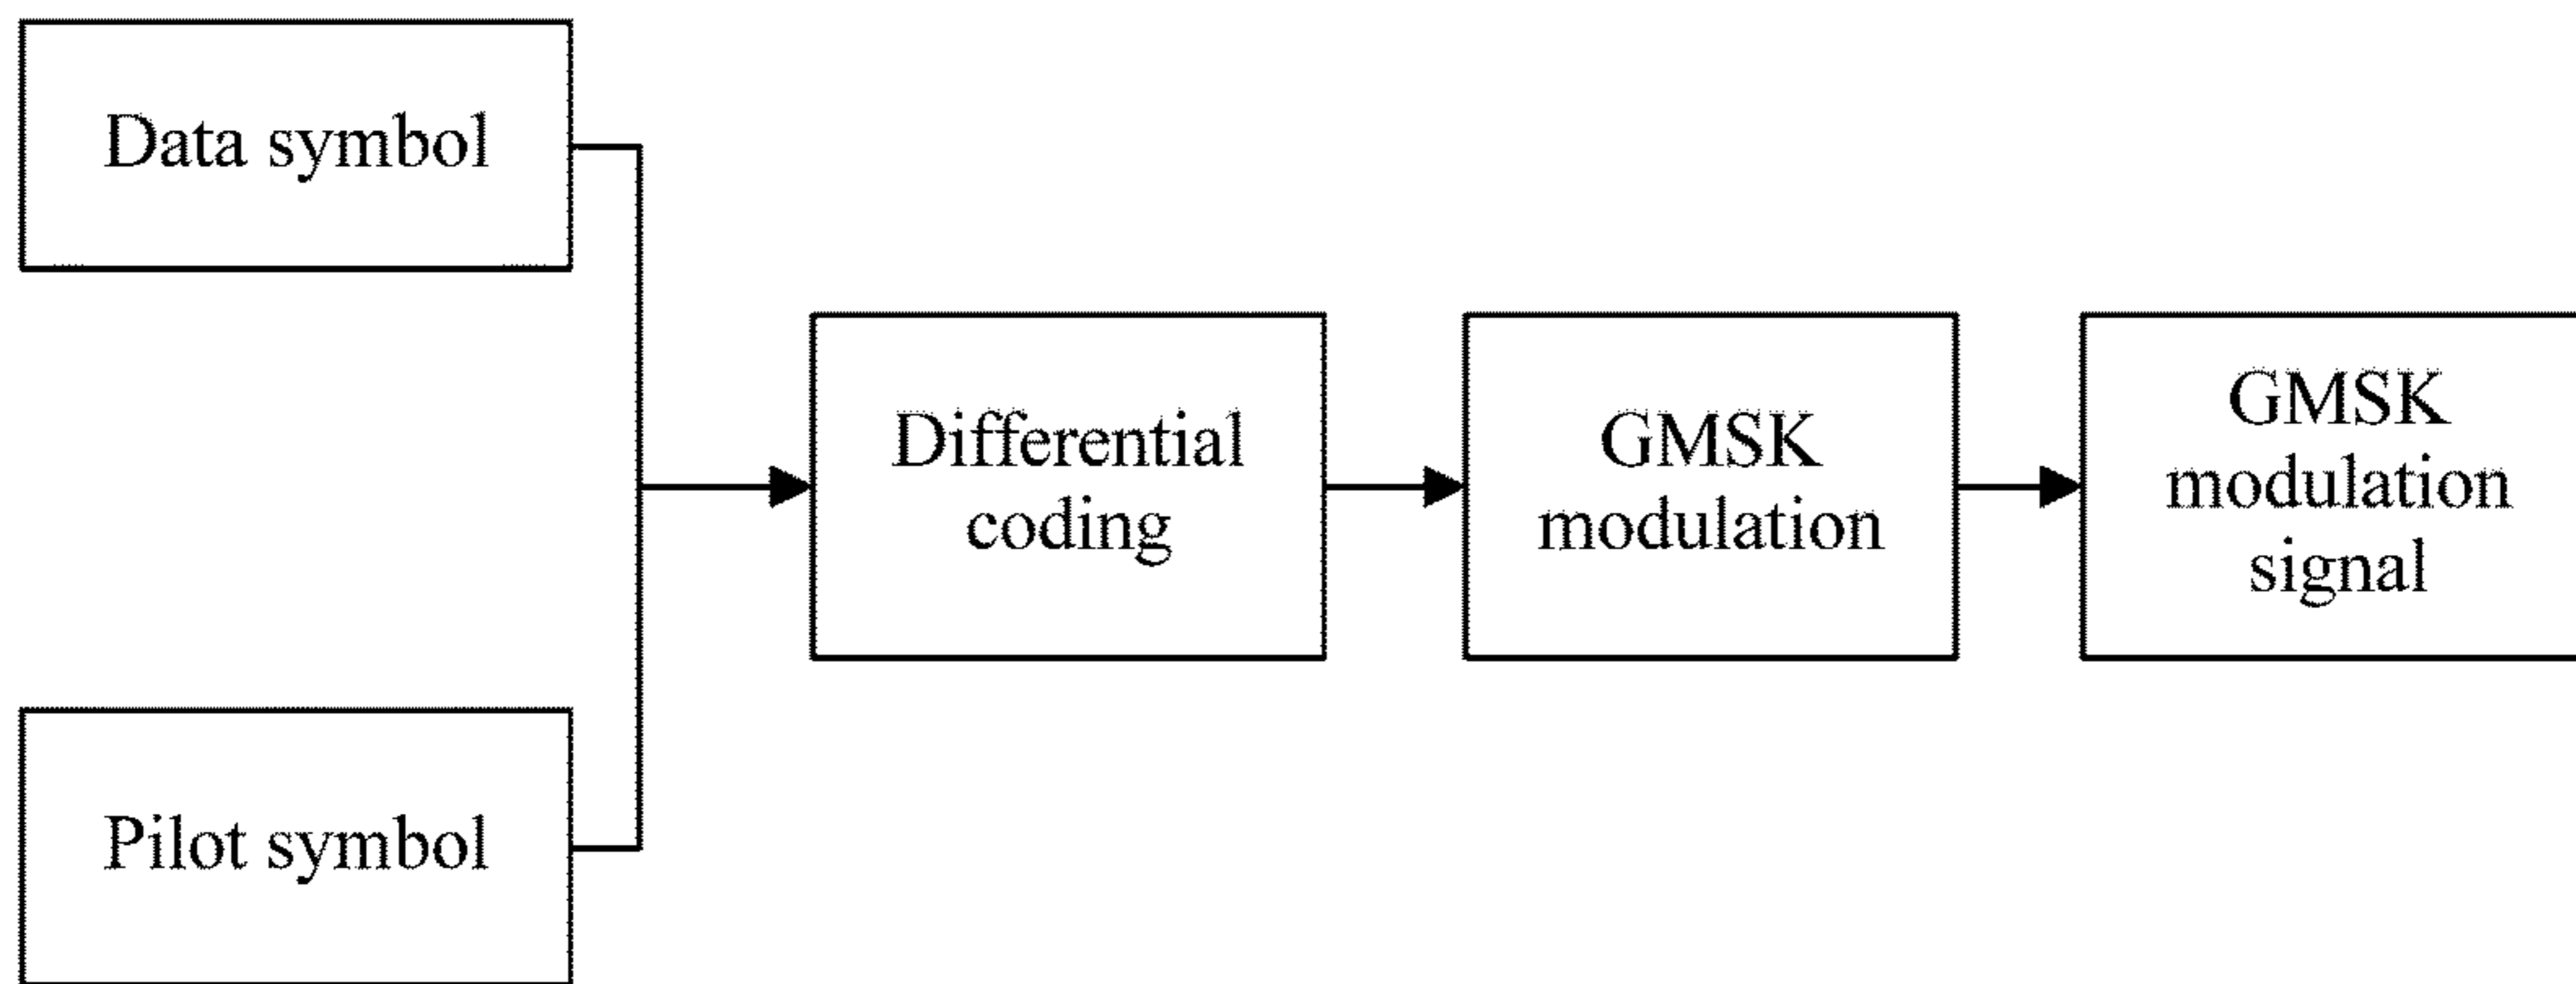 Data symbol
Pilot symbol
Differential
coding
GMSK
modulation
GMSK
modulation
signal